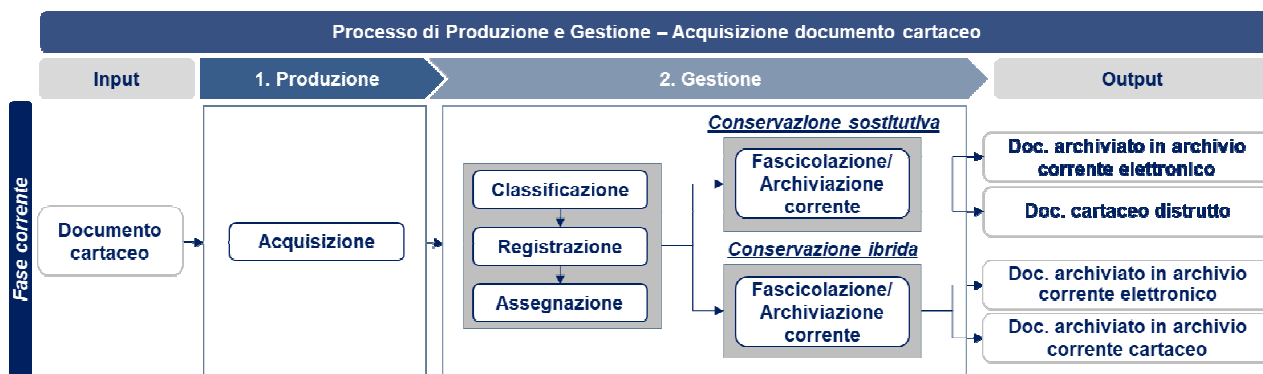 Processo di Produzione e Gestione – Acquisizione documento cartaceo
Input
1. Produzione
2. Gestione
Output
Fase corrente
Documento
cartaceo
Acquisizione
Classificazione
Registrazione
Assegnazione
Conservazione sostitutiva
Fascicolazione/
Archiviazione
corrente
Conservazione ibrida
Fascicolazione/
Archiviazione
corrente
Doc. archiviato in archivio
corrente elettronico
Doc. cartaceo distrutto
Doc. archiviato in archivio
corrente elettronico
Doc. archiviato in archivio
corrente cartaceo